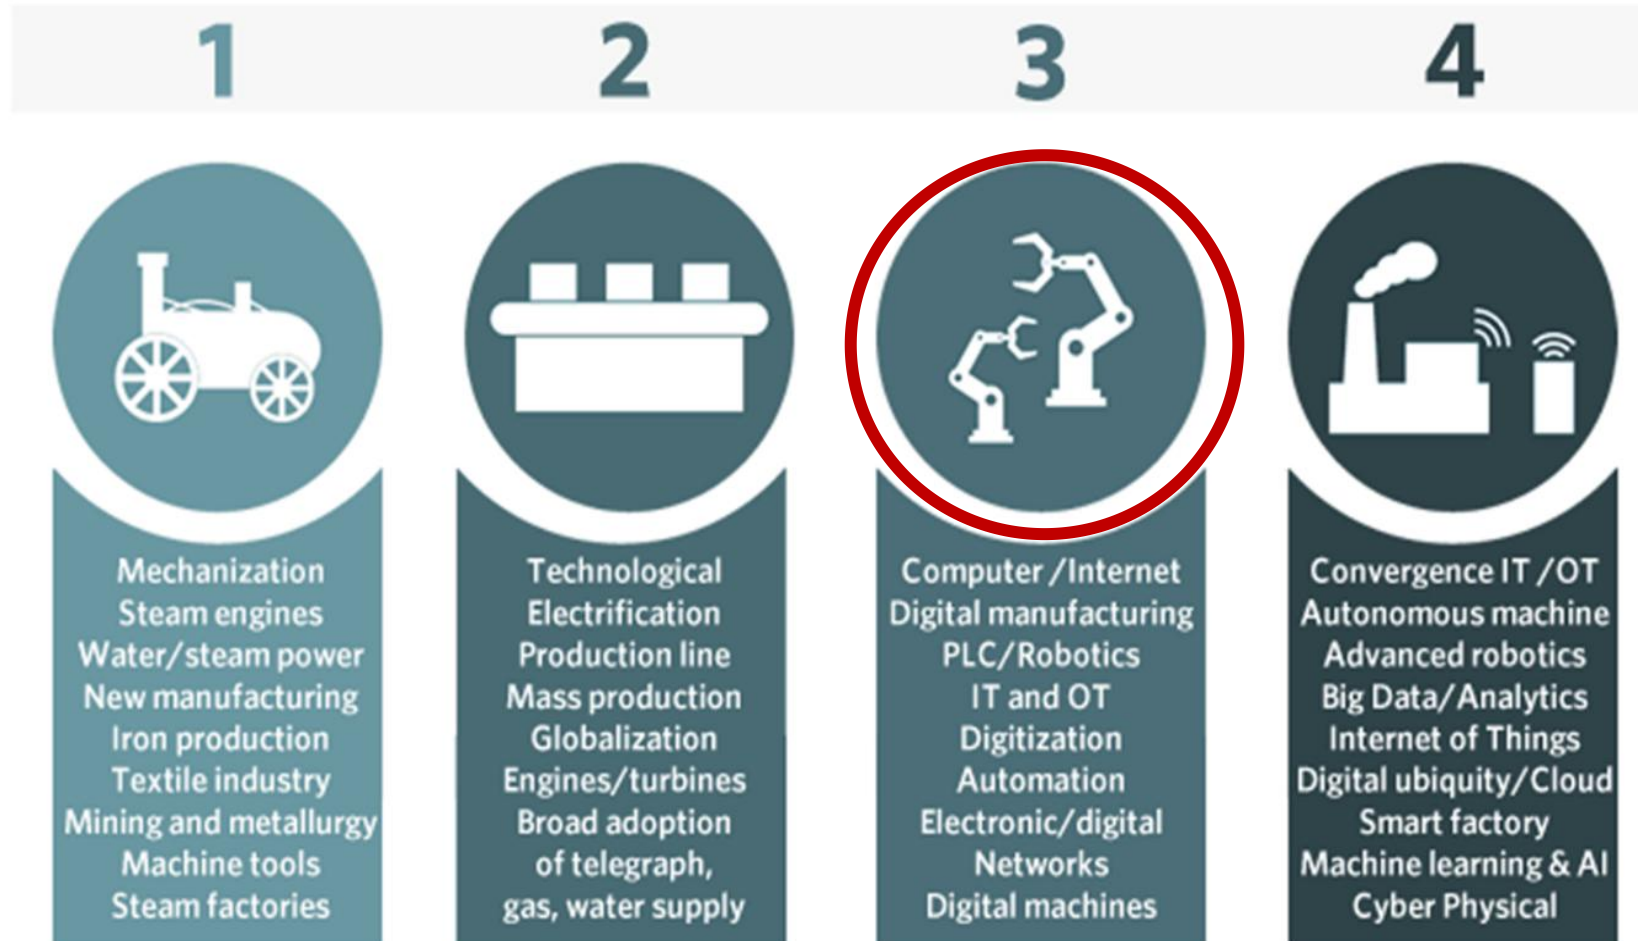 1
2
3
4
Mechanization
Steam engines
Water/steam power
New manufacturing
Iron production
Textile industry
Mining and metallurgy
Machine tools
Steam factories
Technological
Electrification
Production line
Mass production
Globalization
Engines/turbines
Broad adoption
of telegraph,
gas, water supply
Computer /Internet
Digital manufacturing
PLC/Robotics
IT and OT
Digitization
Automation
Electronic/digital
Networks
Digital machines
Convergence IT /OT
Autonomous machine
Advanced robotics
Big Data/Analytics
Internet of Things
Digital ubiquity/Cloud
Smart factory
Machine learning & AI
Cyber Physical